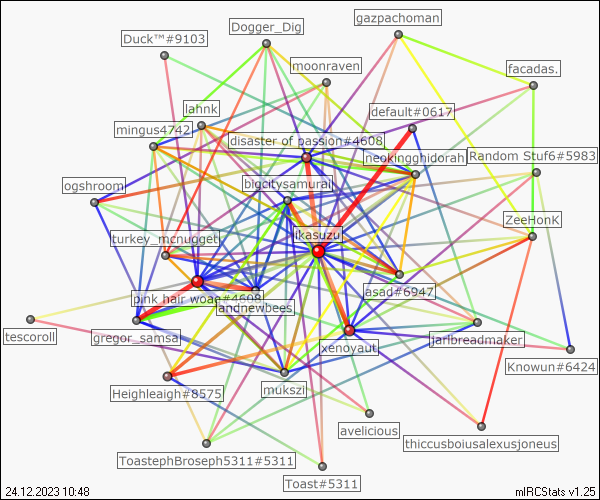 gazpachoman
Dogger_Dig
Duck™#9103
moonraven
facadas.
lahnk
default#0617
mingus4742
disaster of passion#4608
neokingghidorah
Random Stuf6#5983
bigcitysamurai
ogshroom
ZeeHonK
ikasuzu
turkey_mcnuggett
asad#6947
pink hair woae#4608
andnewbees
tescoroll
gregor_samsa
xenoyaut
jarlbreadmaker
Knowun#6424
Heighleaigh#8575
mukszi
avelicious
thiccusboiusalexusjoneus
ToastephBroseph5311#5311
Toast#5311
24.12.2023 10:48
mIRCStats v1.25